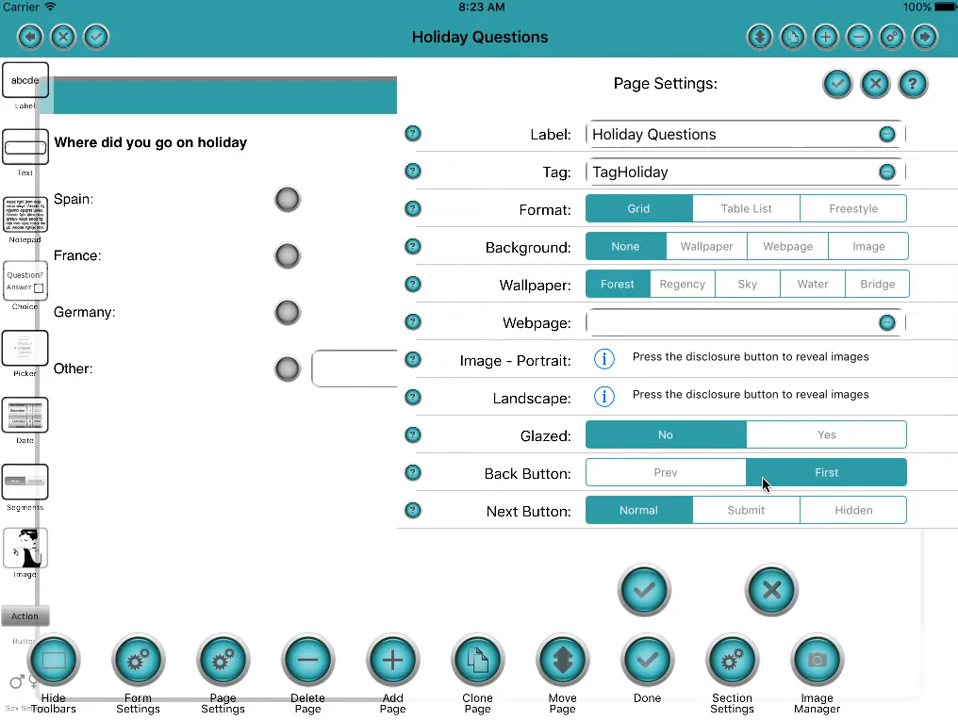 Carrier
8:23 AM
100%
Holiday Questions
abcde
Label
Text
Notepad
Question?
Answer
Choice
Picker
Date
Segments
Image
Action
Where did you go on holiday
Spain:
France:
Germany:
Other:
Page Settings:
Label: Holiday Questions
Tag: TagHoliday
Format: Grid Table List Freestyle
Background: None Wallpaper Webpage Image
Wallpaper: Forest Regency Sky Water Bridge
Webpage:
Image - Portrait: Press the disclosure button to reveal images
Landscape: Press the disclosure button to reveal images
Glazed: No Yes
Back Button: Prev First
Next Button: Normal Submit Hidden
Hide Toolbars
Form Settings
Page Settings
Delete Page
Add Page
Clone Page
Move Page
Done
Section Settings
Image Manager